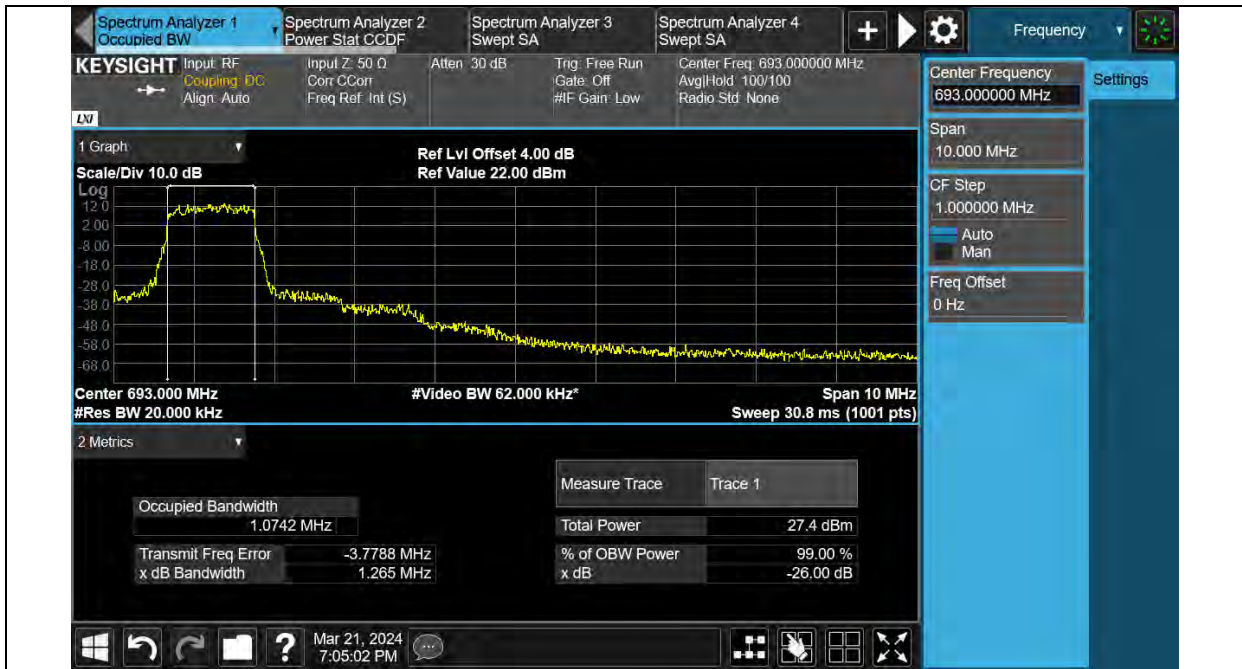 Spectrum Analyzer 1
Occupied BW
Spectrum Analyzer 2
Power Stat CCDF
Spectrum Analyzer 3
Swept SA
Spectrum Analyzer 4
Swept SA
Frequency
KEYSIGHT
Input: RF
Coupling: DC
Align: Auto
Input Z: 50 Ω
Corr CCorr
Freq Ref: Int (S)
Atten: 30 dB
Trig: Free Run
Gate: Off
#IF Gain: Low
Center Freq: 693.000000 MHz
Avg|Hold: 100/100
Radio Std: None
LXI
Center Frequency
693.000000 MHz
Settings
Span
10.000 MHz
CF Step
1.000000 MHz
Auto
Man
Freq Offset
0 Hz
1 Graph
Scale/Div 10.0 dB
Ref Lvl Offset 4.00 dB
Ref Value 22.00 dBm
Log
12.0
2.00
-8.00
-18.0
-28.0
-38.0
-48.0
-58.0
-68.0
Center 693.000 MHz
#Video BW 62.000 kHz*
Span 10 MHz
#Res BW 20.000 kHz
Sweep 30.8 ms (1001 pts)
2 Metrics
Measure Trace
Trace 1
Occupied Bandwidth
1.0742 MHz
Total Power
27.4 dBm
Transmit Freq Error
-3.7788 MHz
% of OBW Power
99.00 %
x dB Bandwidth
1.265 MHz
x dB
-26.00 dB
Mar 21, 2024
7:05:02 PM